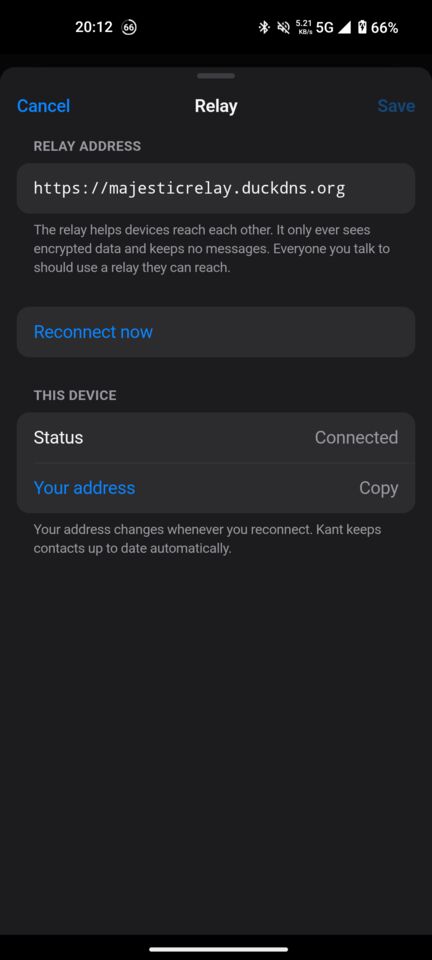 20:12 66 5.21 KB/s 5G 66%
Cancel Relay Save
RELAY ADDRESS
https://majesticrelay.duckdns.org
The relay helps devices reach each other. It only ever sees
encrypted data and keeps no messages. Everyone you talk to
should use a relay they can reach.
Reconnect now
THIS DEVICE
Status Connected
Your address Copy
Your address changes whenever you reconnect. Kant keeps
contacts up to date automatically.